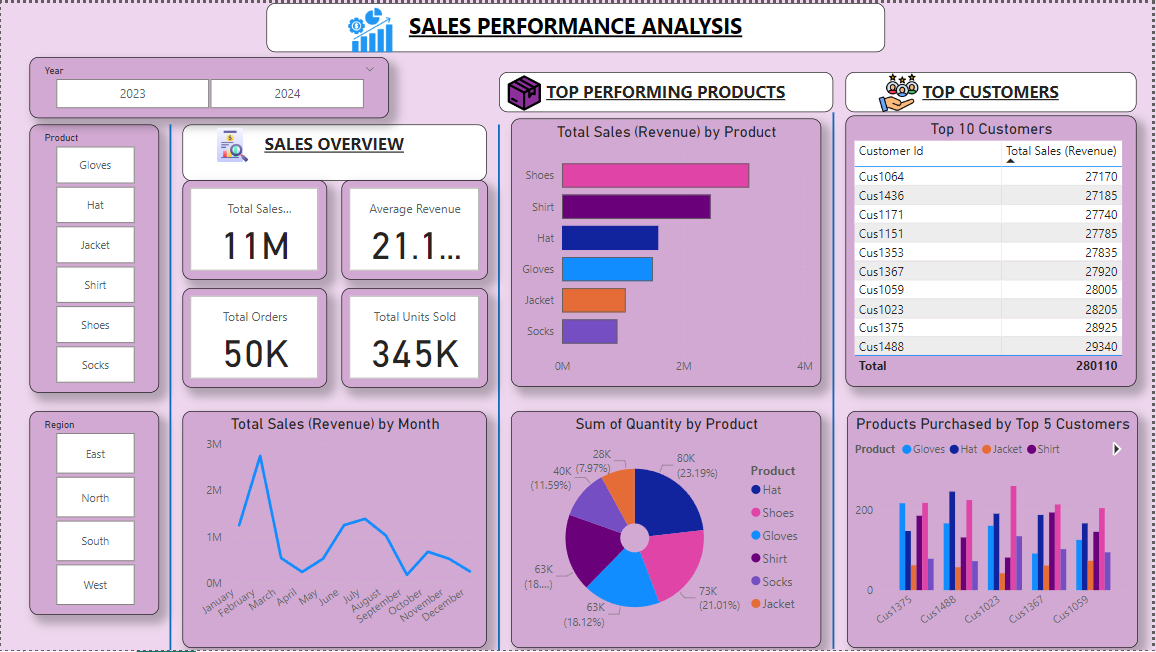 SALES PERFORMANCE ANALYSIS
Year
2023
2024
TOP PERFORMING PRODUCTS
TOP CUSTOMERS
Product
Gloves
Hat
Jacket
Shirt
Shoes
Socks
Region
East
North
South
West
SALES OVERVIEW
Total Sales...
11M
Average Revenue
21.1...
Total Orders
50K
Total Units Sold
345K
Total Sales (Revenue) by Month
3M
2M
1M
0M
January
February
March
April
May
June
July
August
September
October
November
December
Total Sales (Revenue) by Product
Shoes
Shirt
Hat
Gloves
Jacket
Socks
0M 2M 4M
Sum of Quantity by Product
80K
(23.19%)
73K
(21.01%)
63K
(18.12%)
63K
(18....)
40K
(11.59%)
28K
(7.97%)
Product
Hat
Shoes
Gloves
Shirt
Socks
Jacket
Top 10 Customers
Customer Id Total Sales (Revenue)
Cus1064 27170
Cus1436 27185
Cus1171 27740
Cus1151 27785
Cus1353 27835
Cus1367 27920
Cus1059 28005
Cus1023 28205
Cus1375 28925
Cus1488 29340
Total 280110
Products Purchased by Top 5 Customers
Product Gloves Hat Jacket Shirt
200
0
Cus1375
Cus1488
Cus1023
Cus1367
Cus1059